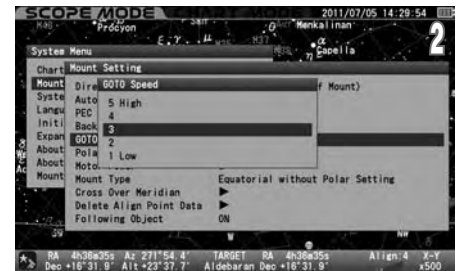 SCOPE MODE
2011/07/05 14:29:54
2
Procyon
Menkalinan
Capella
System Menu
Chart
Mount Setting
Mount
Dire
GOTO Speed
f Mount)
Syste
Auto
5 High
Langu
PEC
4
Initi
Back
3
Expan
GOTO
2
About
Pola
1 Low
About
Moto
Mount
Mount Type
Equatorial without Polar Setting
Cross Over Meridian ▶
Delete Align Point Data ▶
Following Object
ON
NW
RA 4h38m35s Az 271°54.4' TARGET RA 4h38m35s Align:4 X-Y
Dec +16°31.9' Alt +23°37.7' Aldebaran Dec +16°31.9' x500